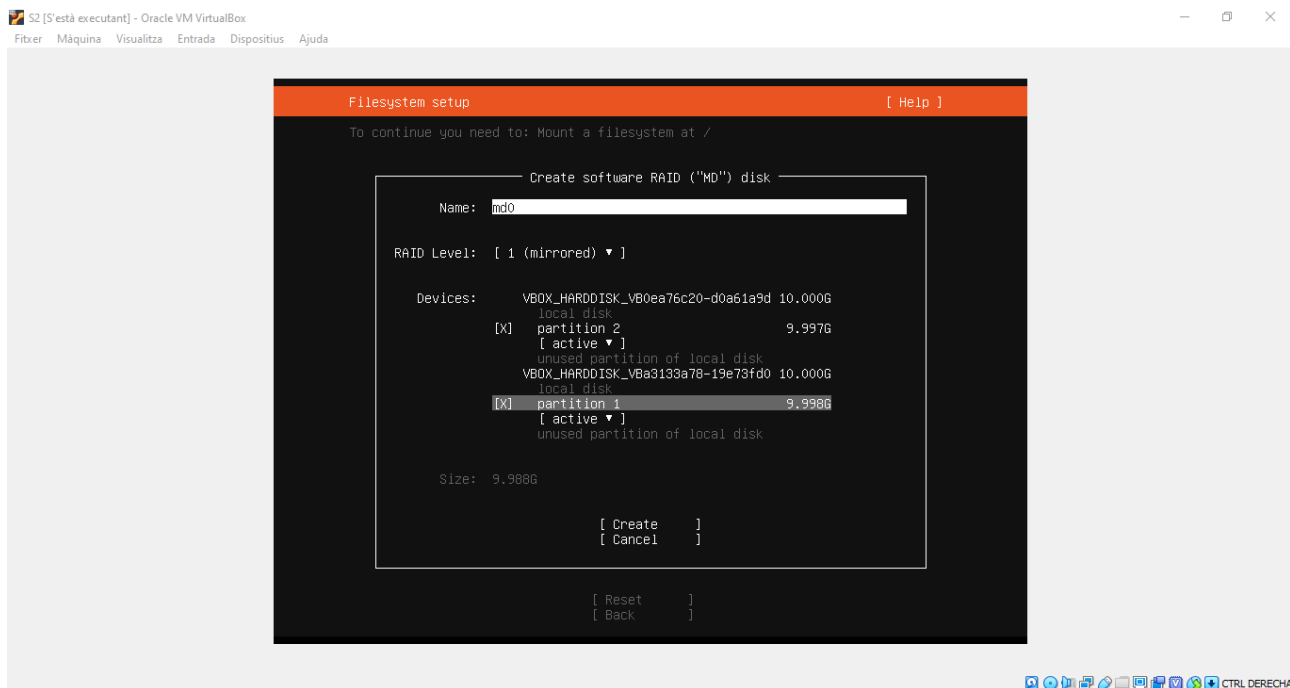 S2 [S'està executant] - Oracle VM VirtualBox
Fitxer Màquina Visualitza Entrada Dispositius Ajuda
Filesystem setup [ Help ]
To continue you need to: Mount a filesystem at /
Create software RAID ("MD") disk
Name: md0
RAID Level: [ 1 (mirrored) ▾ ]
Devices: VBOX_HARDDISK_VB0ea76c20-d0a61a9d 10.000G
local disk
[X] partition 2 9.997G
[ active ▾ ]
unused partition of local disk
VBOX_HARDDISK_VBa3133a78-19e73fd0 10.000G
local disk
[X] partition 1 9.998G
[ active ▾ ]
unused partition of local disk
Size: 9.988G
[ Create ]
[ Cancel ]
[ Reset ]
[ Back ]
CTRL DERECHA